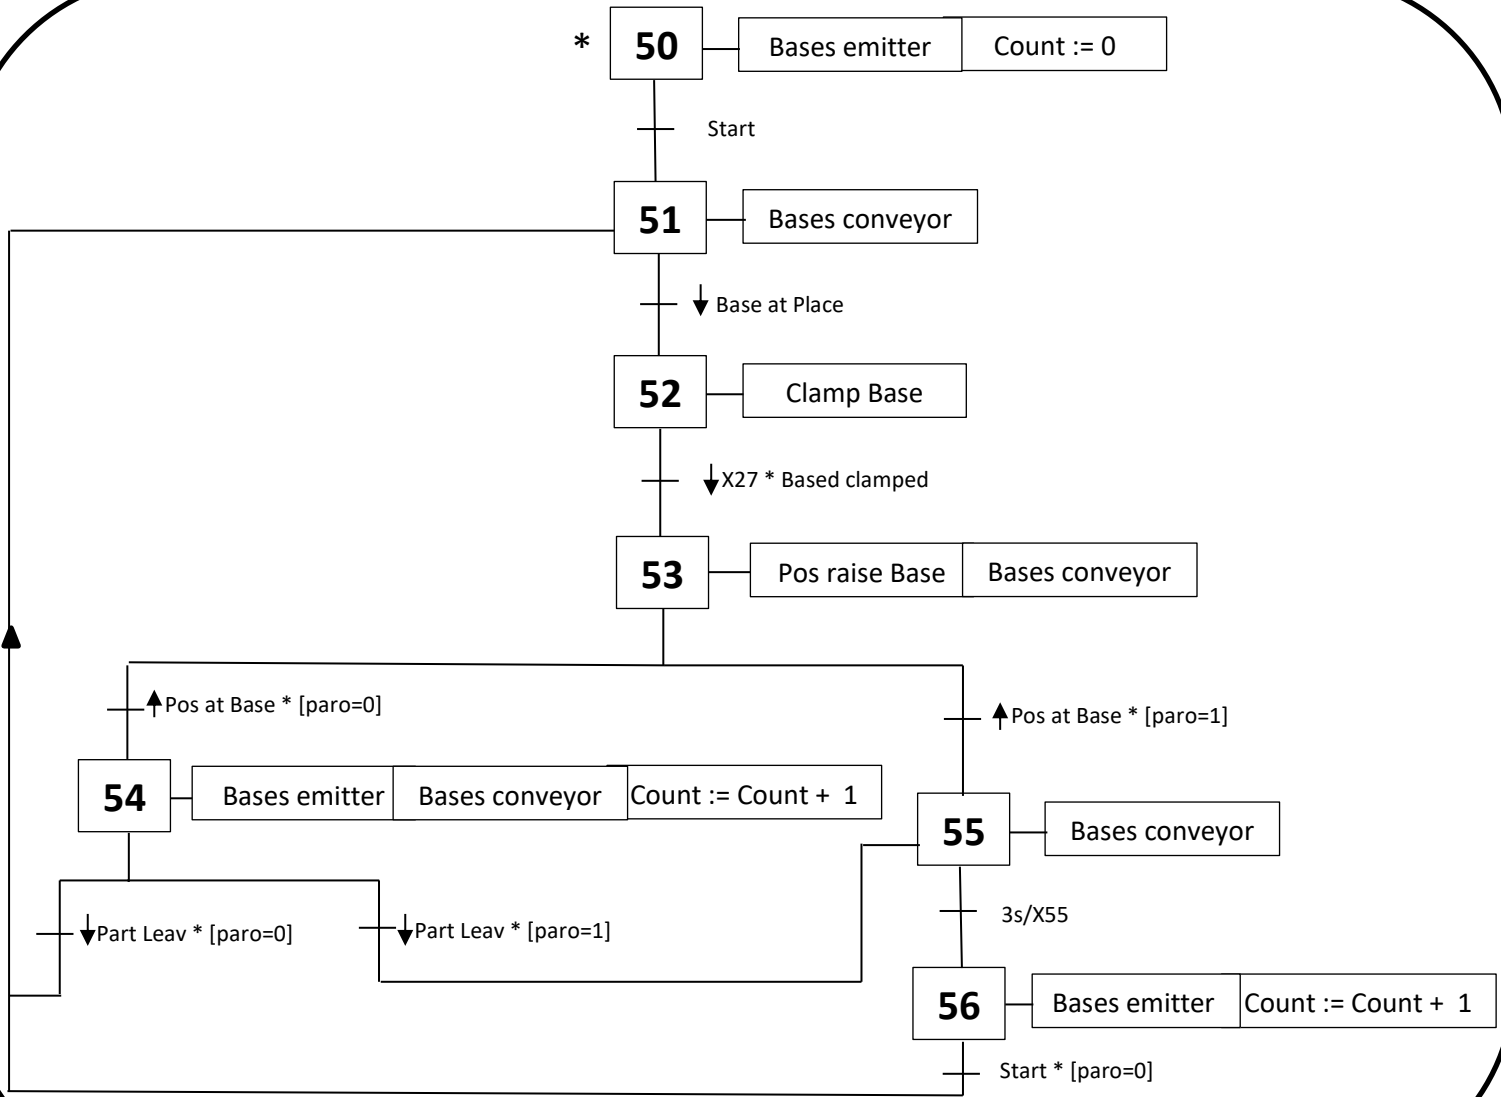 * 50 Bases emitter Count := 0
Start
51 Bases conveyor
↓ Base at Place
52 Clamp Base
↓X27 * Based clamped
53 Pos raise Base Bases conveyor
↑Pos at Base * [paro=0]
↑Pos at Base * [paro=1]
54 Bases emitter Bases conveyor Count := Count + 1
55 Bases conveyor
↓Part Leav * [paro=0]
↓Part Leav * [paro=1]
3s/X55
56 Bases emitter Count := Count + 1
Start * [paro=0]